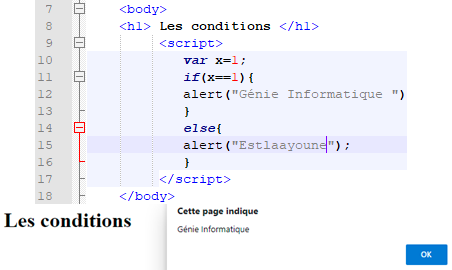 7 <body>
8 <h1> Les conditions </h1>
9 <script>
10 var x=1;
11 if(x==1){
12 alert("Génie Informatique ")
13 }
14 else{
15 alert("Estlaayoune");
16 }
17 </script>
18 </body>
Les conditions
Cette page indique
Génie Informatique
OK